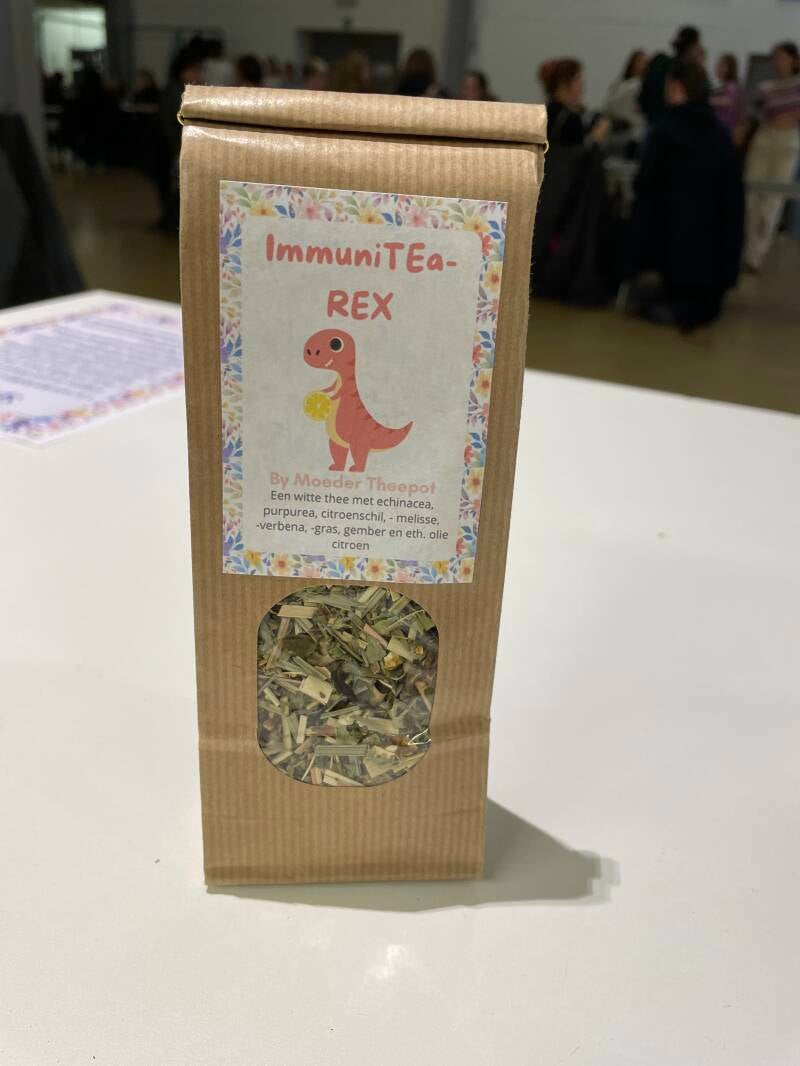 ImmuniTEa-
REX
By Moeder Theepot
Een witte thee met echinacea,
purpurea, citroenschil, - melisse,
-verbena, -gras, gember en eth. olie
citroen